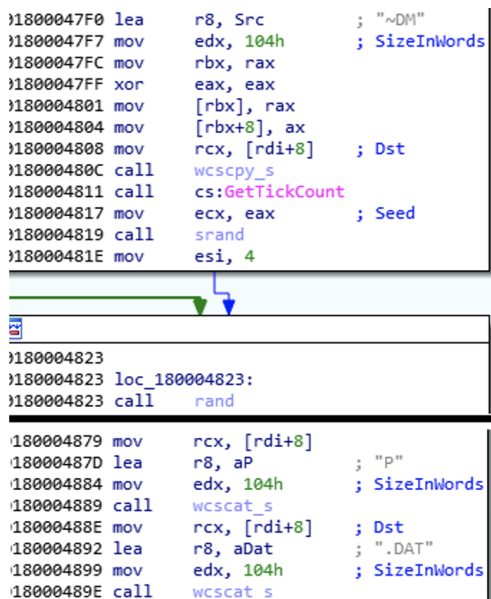 01800047F0 lea r8, Src ; "~DM"
01800047F7 mov edx, 104h ; SizeInWords
01800047FC mov rbx, rax
01800047FF xor eax, eax
0180004801 mov [rbx], rax
0180004804 mov [rbx+8], ax
0180004808 mov rcx, [rdi+8] ; Dst
018000480C call wcscpy_s
0180004811 call cs:GetTickCount
0180004817 mov ecx, eax ; Seed
0180004819 call srand
018000481E mov esi, 4
0180004823
0180004823 loc_180004823:
0180004823 call rand
0180004879 mov rcx, [rdi+8]
018000487D lea r8, aP ; "P"
0180004884 mov edx, 104h ; SizeInWords
0180004889 call wcscat_s
018000488E mov rcx, [rdi+8] ; Dst
0180004892 lea r8, aDat ; ".DAT"
0180004899 mov edx, 104h ; SizeInWords
018000489E call wcscat_s